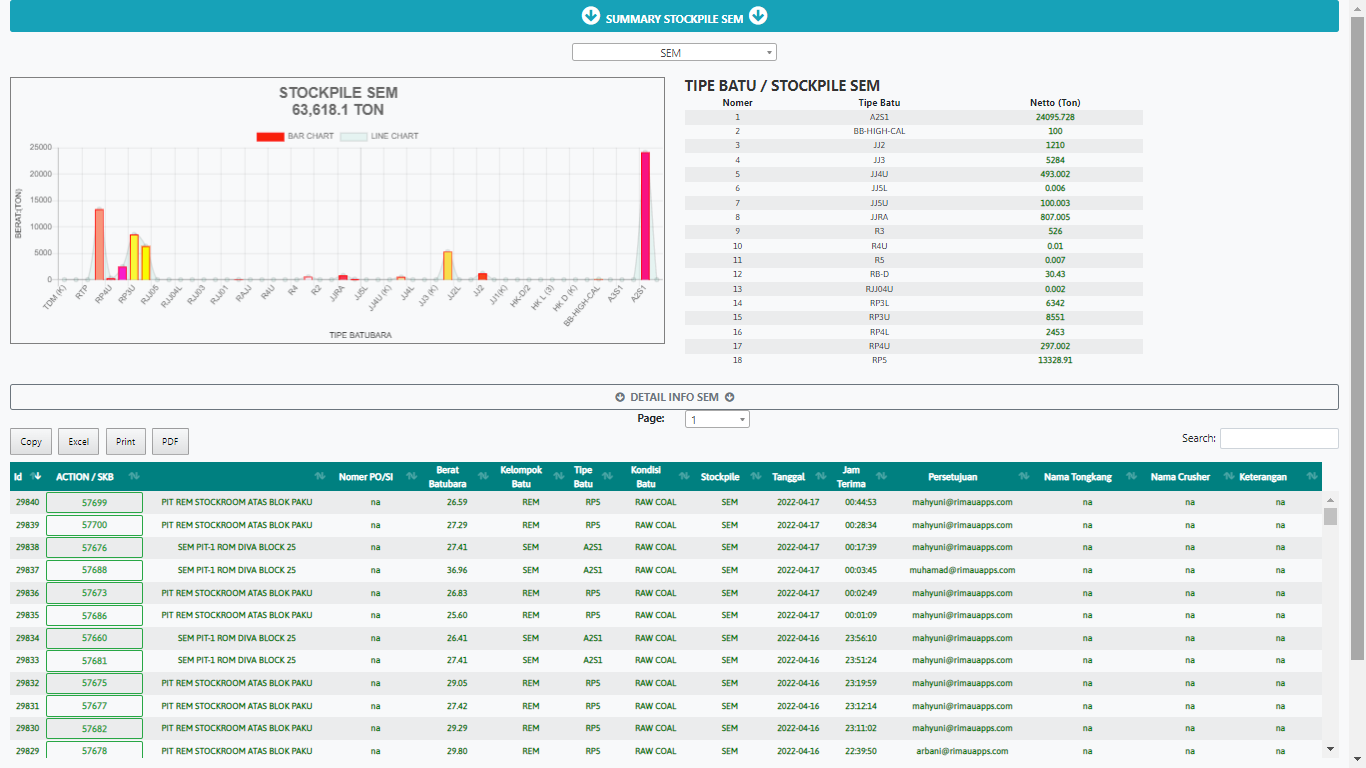 SUMMARY STOCKPILE SEM
SEM
STOCKPILE SEM
63,618.1 TON
BAR CHART LINE CHART
25000
20000
15000
10000
5000
0
BERAT:(TON)
TDM (K) RTP RP4U RP3U RJJ05 RJJ04L RJJ03 RJJ01 RAJJ R4U R4 R2 JJRA JJ5L JJ4U (K) JJ4L JJ3 (K) JJ2L JJ2 JJ1(K) HK-D/2 HK L (3) HK D (K) BB-HIGH-CAL A3S1 A2S1
TIPE BATUBARA
TIPE BATU / STOCKPILE SEM
Nomer Tipe Batu Netto (Ton)
1 A2S1 24095.728
2 BB-HIGH-CAL 100
3 JJ2 1210
4 JJ3 5284
5 JJ4U 493.002
6 JJ5L 0.006
7 JJ5U 100.003
8 JJRA 807.005
9 R3 526
10 R4U 0.01
11 R5 0.007
12 RB-D 30.43
13 RJJ04U 0.002
14 RP3L 6342
15 RP3U 8551
16 RP4L 2453
17 RP4U 297.002
18 RP5 13328.91
DETAIL INFO SEM
Page: 1
Copy Excel Print PDF Search:
Id ACTION / SKB Nomer PO/SI Berat Batubara Kelompok Batu Tipe Batu Kondisi Batu Stockpile Tanggal Jam Terima Persetujuan Nama Tongkang Nama Crusher Keterangan
29840 57699 PIT REM STOCKROOM ATAS BLOK PAKU na 26.59 REM RP5 RAW COAL SEM 2022-04-17 00:44:53 mahyuni@rimauapps.com na na na
29839 57700 PIT REM STOCKROOM ATAS BLOK PAKU na 27.29 REM RP5 RAW COAL SEM 2022-04-17 00:28:34 mahyuni@rimauapps.com na na na
29838 57676 SEM PIT-1 ROM DIVA BLOCK 25 na 27.41 SEM A2S1 RAW COAL SEM 2022-04-17 00:17:39 mahyuni@rimauapps.com na na na
29837 57688 SEM PIT-1 ROM DIVA BLOCK 25 na 36.96 SEM A2S1 RAW COAL SEM 2022-04-17 00:03:45 muhamad@rimauapps.com na na na
29836 57673 PIT REM STOCKROOM ATAS BLOK PAKU na 26.83 REM RP5 RAW COAL SEM 2022-04-17 00:02:49 mahyuni@rimauapps.com na na na
29835 57686 PIT REM STOCKROOM ATAS BLOK PAKU na 25.60 REM RP5 RAW COAL SEM 2022-04-17 00:01:09 mahyuni@rimauapps.com na na na
29834 57660 SEM PIT-1 ROM DIVA BLOCK 25 na 26.41 SEM A2S1 RAW COAL SEM 2022-04-16 23:56:10 mahyuni@rimauapps.com na na na
29833 57681 SEM PIT-1 ROM DIVA BLOCK 25 na 27.41 SEM A2S1 RAW COAL SEM 2022-04-16 23:51:24 mahyuni@rimauapps.com na na na
29832 57675 PIT REM STOCKROOM ATAS BLOK PAKU na 29.05 REM RP5 RAW COAL SEM 2022-04-16 23:19:59 mahyuni@rimauapps.com na na na
29831 57677 PIT REM STOCKROOM ATAS BLOK PAKU na 27.42 REM RP5 RAW COAL SEM 2022-04-16 23:12:14 mahyuni@rimauapps.com na na na
29830 57682 PIT REM STOCKROOM ATAS BLOK PAKU na 29.29 REM RP5 RAW COAL SEM 2022-04-16 23:11:02 mahyuni@rimauapps.com na na na
29829 57678 PIT REM STOCKROOM ATAS BLOK PAKU na 29.80 REM RP5 RAW COAL SEM 2022-04-16 22:39:50 arbani@rimauapps.com na na na